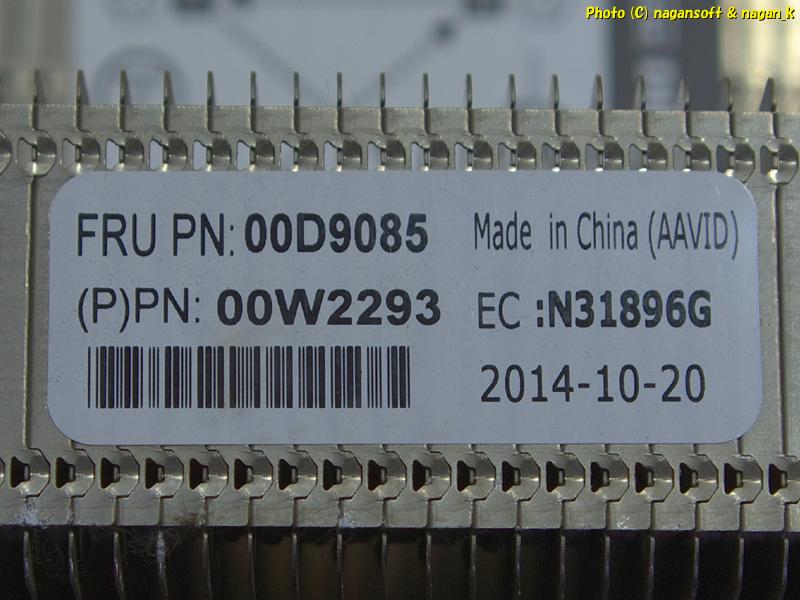 Photo (C) nagansoft & nagan_k
FRU PN: 00D9085
Made in China (AAVID)
(P)PN: 00W2293
EC :N31896G
2014-10-20